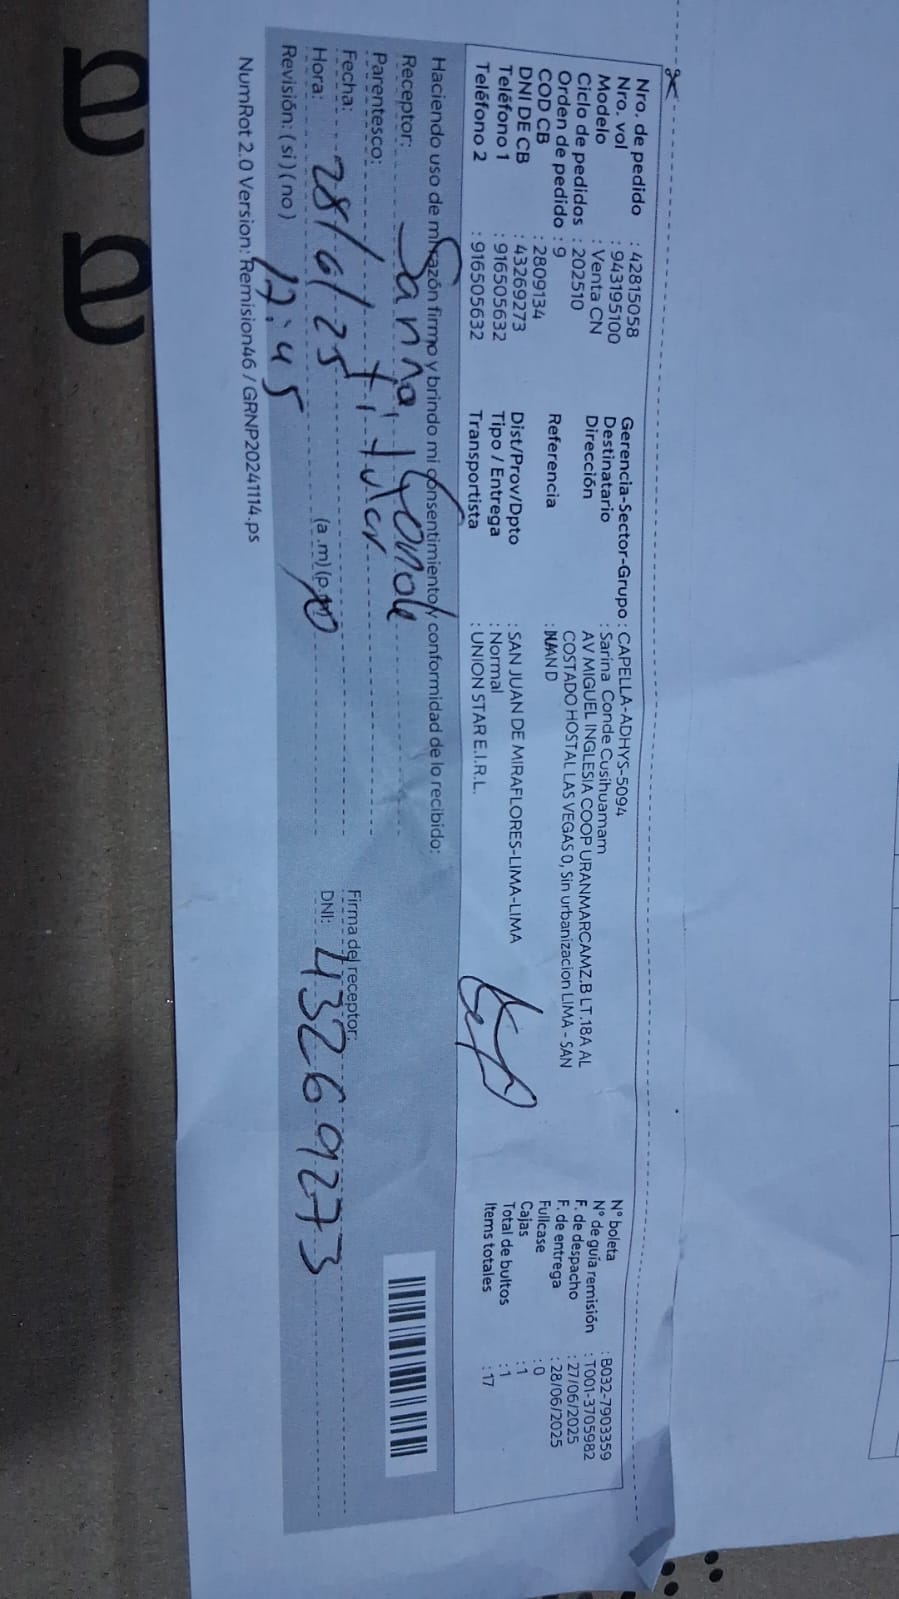 Nro. de pedido : 42815058
Nro. vol : 943195100
Modelo : Venta CN
Ciclo de pedidos : 202510
Orden de pedido : 9
COD CB : 2809134
DNI DE CB : 43269273
Teléfono 1 : 916505632
Teléfono 2 : 916505632
Gerencia-Sector-Grupo : CAPELLA-ADHYS-5094
Destinatario : Sarina Conde Cusihuamam
Dirección AV MIGUEL INGLESIA COOP URANMARCAMZ.B LT.18A AL
COSTADO HOSTAL LAS VEGAS 0, Sin urbanizacion LIMA - SAN
Referencia
Dist/Prov/Dpto : SAN JUAN DE MIRAFLORES-LIMA-LIMA
Tipo / Entrega : Normal
Transportista : UNION STAR E.I.R.L.
N° boleta : B032-7903359
N° de guía remisión : T001-3705982
F. de despacho : 27/06/2025
F. de entrega : 28/06/2025
Fullcase : 0
Cajas : 1
Total de bultos : 1
Items totales : 17
Haciendo uso de mi razón firmo y brindo mi consentimiento y conformidad de lo recibido:
Receptor: Conde
Parentesco: titular
Fecha: 28/6/25
Hora: 12:45 (a.m) (p.m)
Revisión: (si) (no)
Firma del receptor:
DNI: 43269273
NumRot 2.0 Version: Remision46 / GRNP20241114.ps